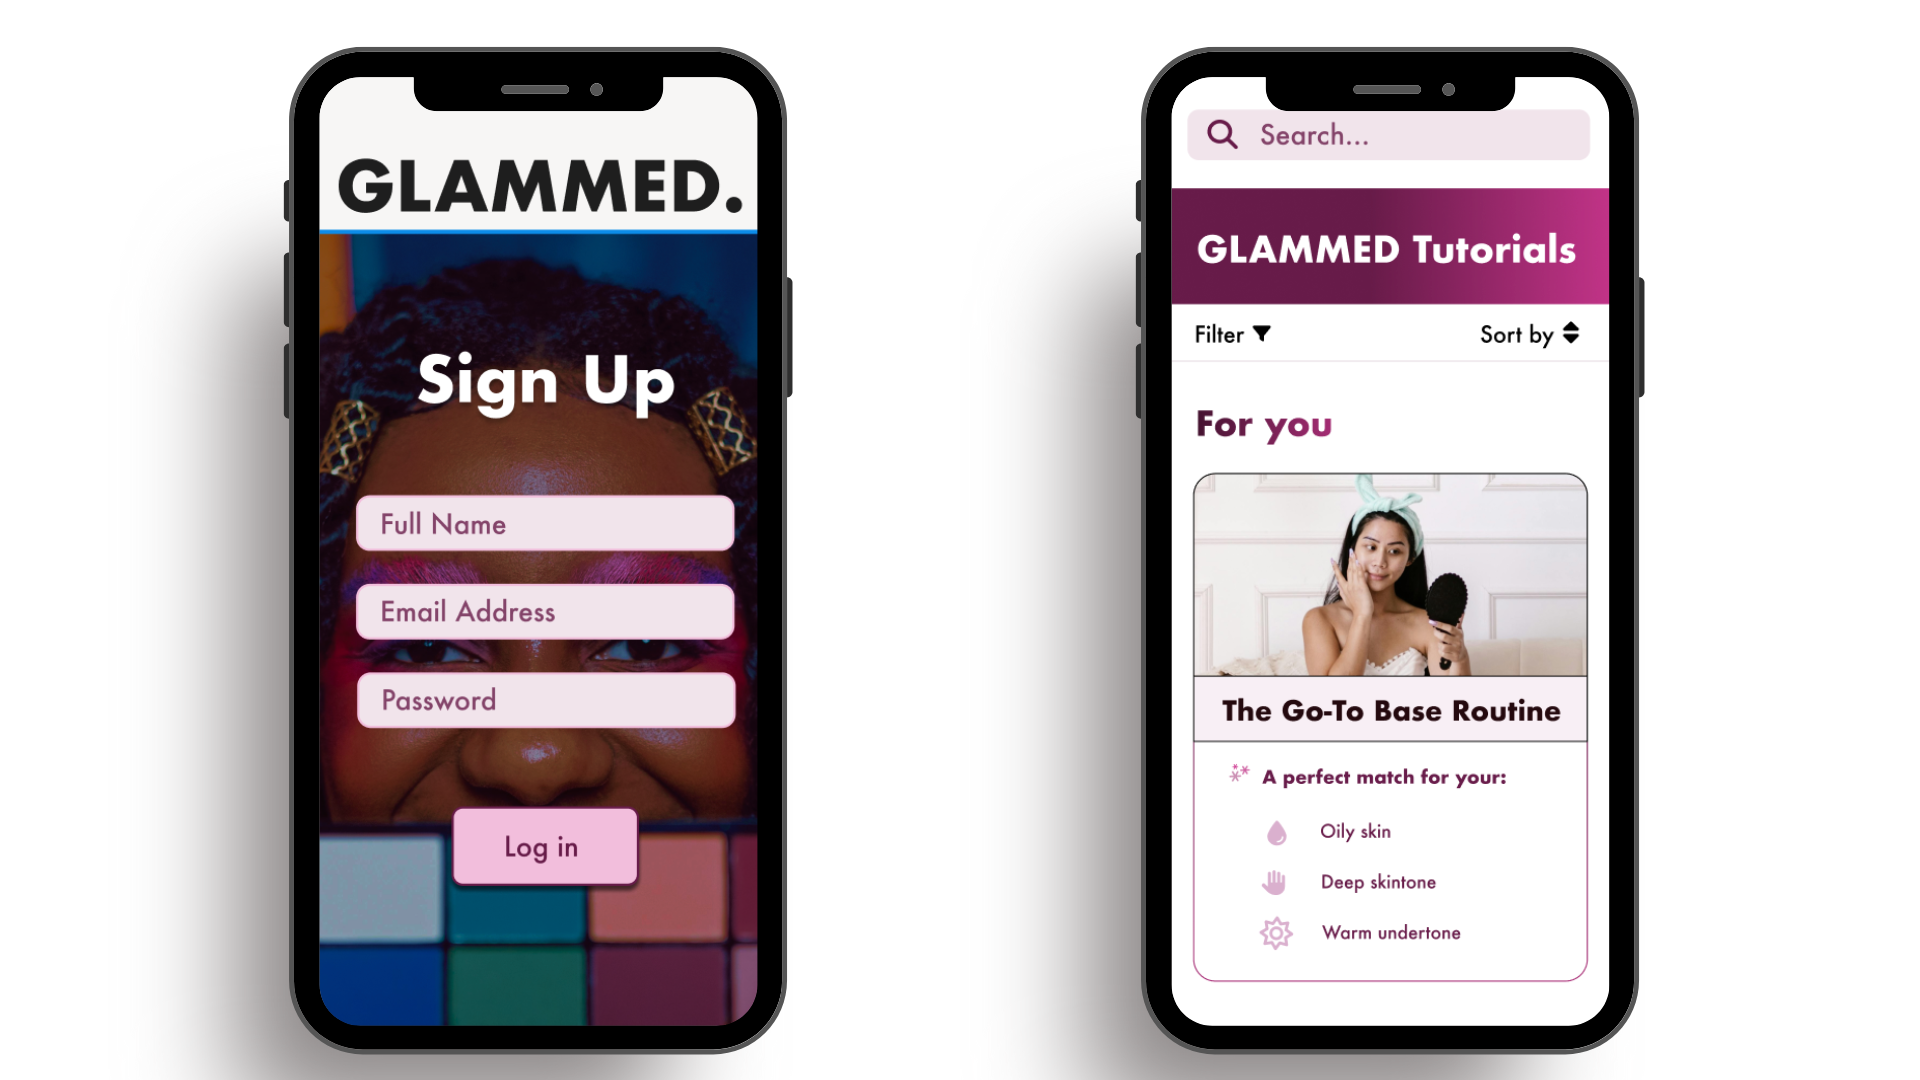 GLAMMED.
Sign Up
Full Name
Email Address
Password
Log in
Search...
GLAMMED Tutorials
Filter
Sort by
For you
The Go-To Base Routine
A perfect match for your:
Oily skin
Deep skintone
Warm undertone